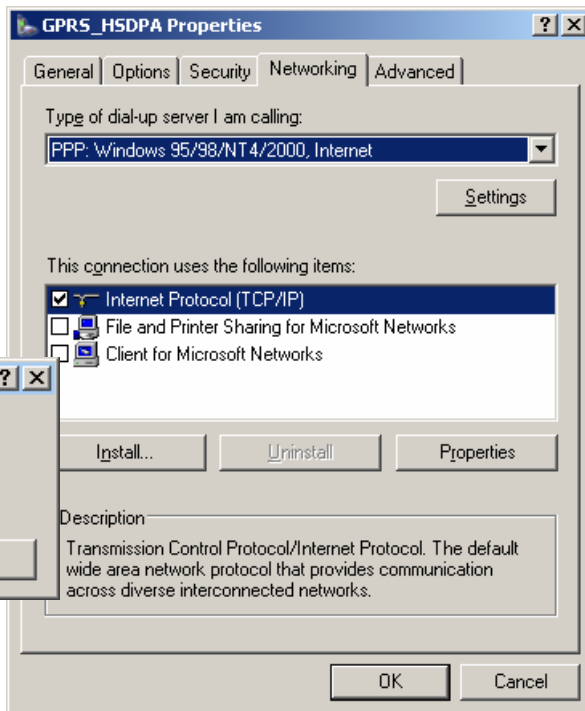 GPRS_HSDPA Properties
General Options Security Networking Advanced
Type of dial-up server I am calling:
PPP: Windows 95/98/NT4/2000, Internet
Settings
This connection uses the following items:
Internet Protocol (TCP/IP)
File and Printer Sharing for Microsoft Networks
Client for Microsoft Networks
Install... Uninstall Properties
Description
Transmission Control Protocol/Internet Protocol. The default
wide area network protocol that provides communication
across diverse interconnected networks.
OK Cancel